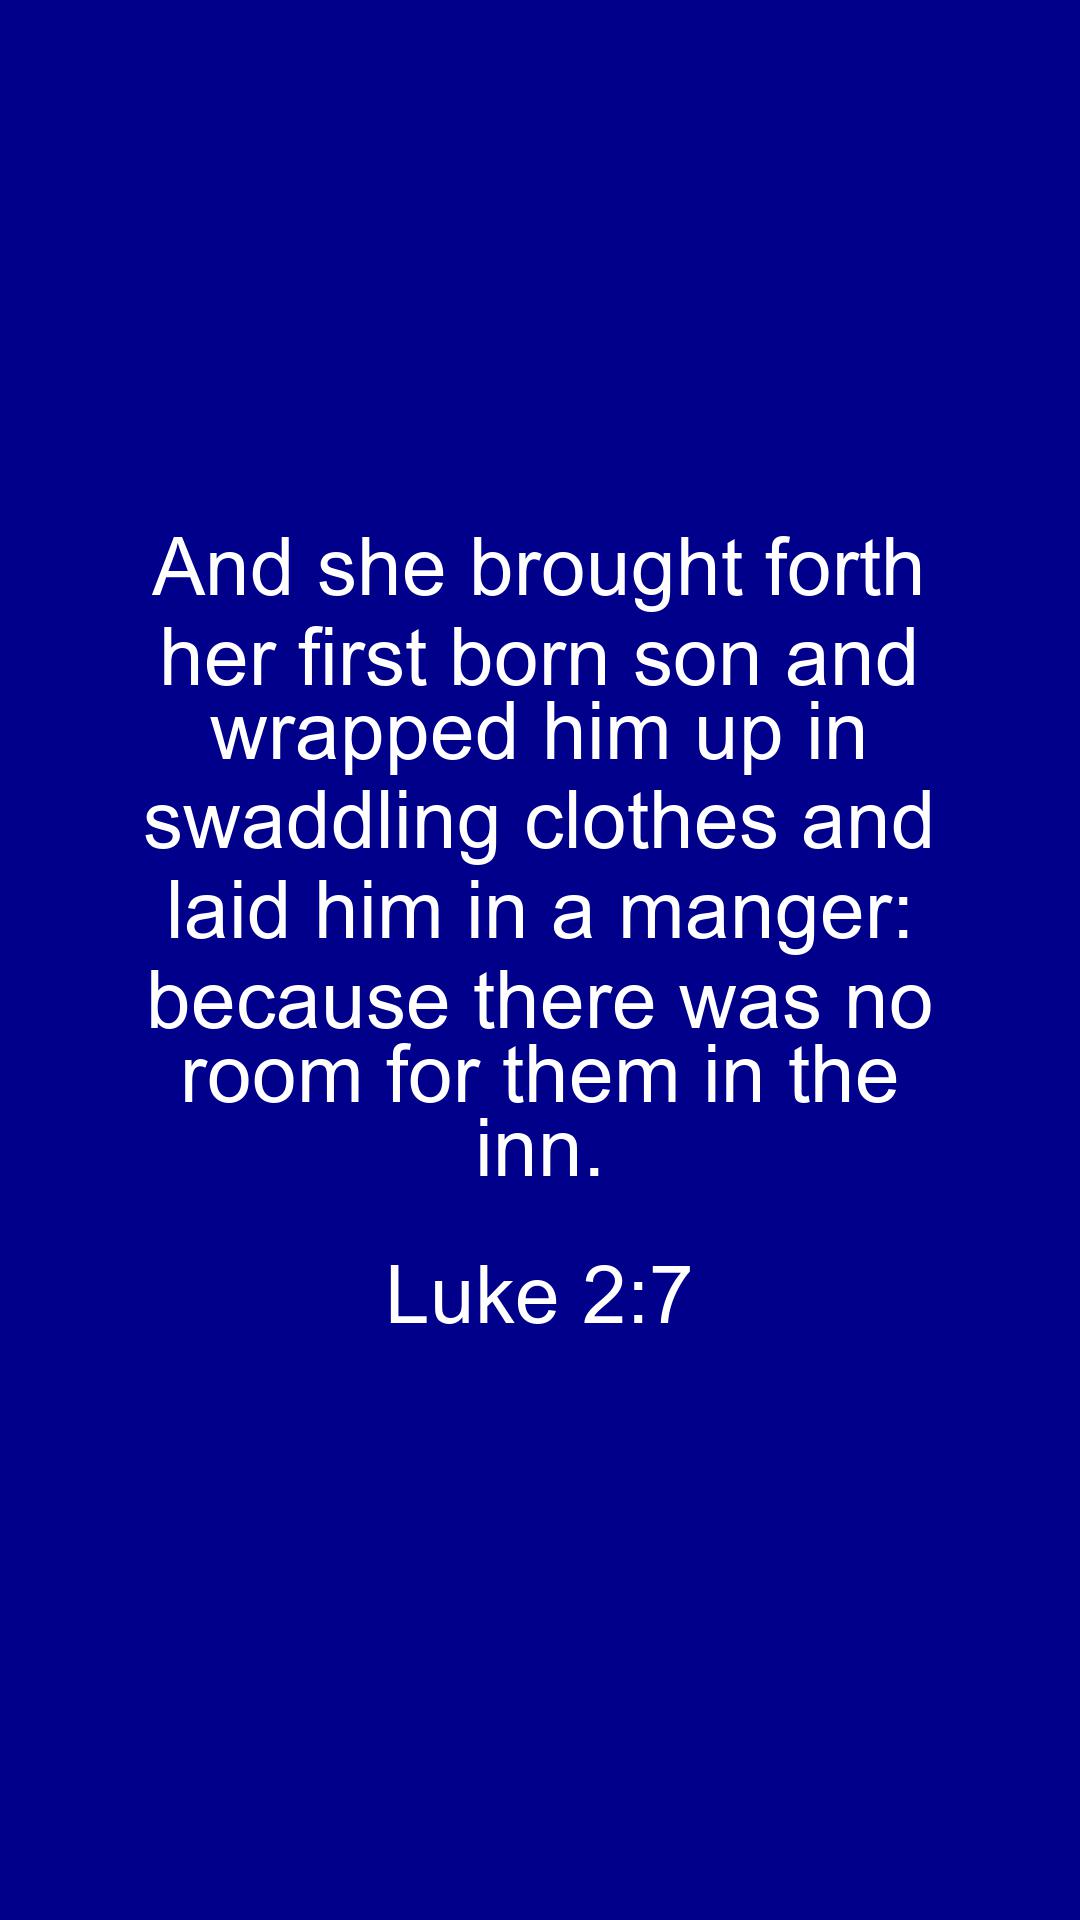 And she brought forth
her first born son and
wrapped him up in
swaddling clothes and
laid him in a manger:
because there was no
room for them in the
inn.
Luke 2:7